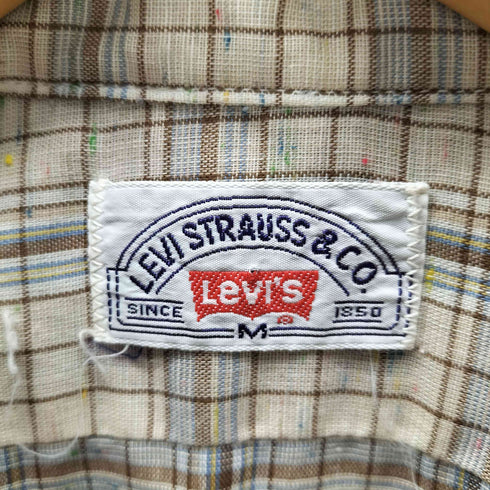 LEVI STRAUSS & CO.
LEVI'S ®
SINCE 1850
M